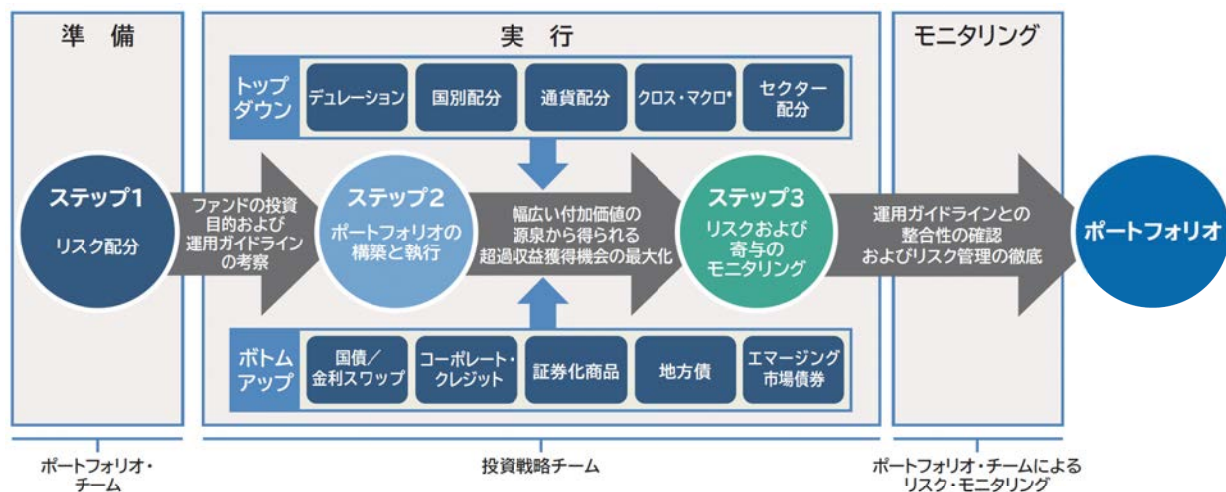 準 備
実 行
モニタリング
トップ
ダウン
デュレーション
国別配分
通貨配分
クロス・マクロ*
セクター
配分
ステップ1
リスク配分
ファンドの投資
目的および
運用ガイドライン
の考察
ステップ2
ポートフォリオの
構築と執行
幅広い付加価値の
源泉から得られる
超過収益獲得機会の最大化
ステップ3
リスクおよび
寄与の
モニタリング
運用ガイドラインとの
整合性の確認
およびリスク管理の徹底
ポートフォリオ
ボトム
アップ
国債/
金利スワップ
コーポレート・
クレジット
証券化商品
地方債
エマージング
市場債券
ポートフォリオ・
チーム
投資戦略チーム
ポートフォリオ・チームによる
リスク・モニタリング